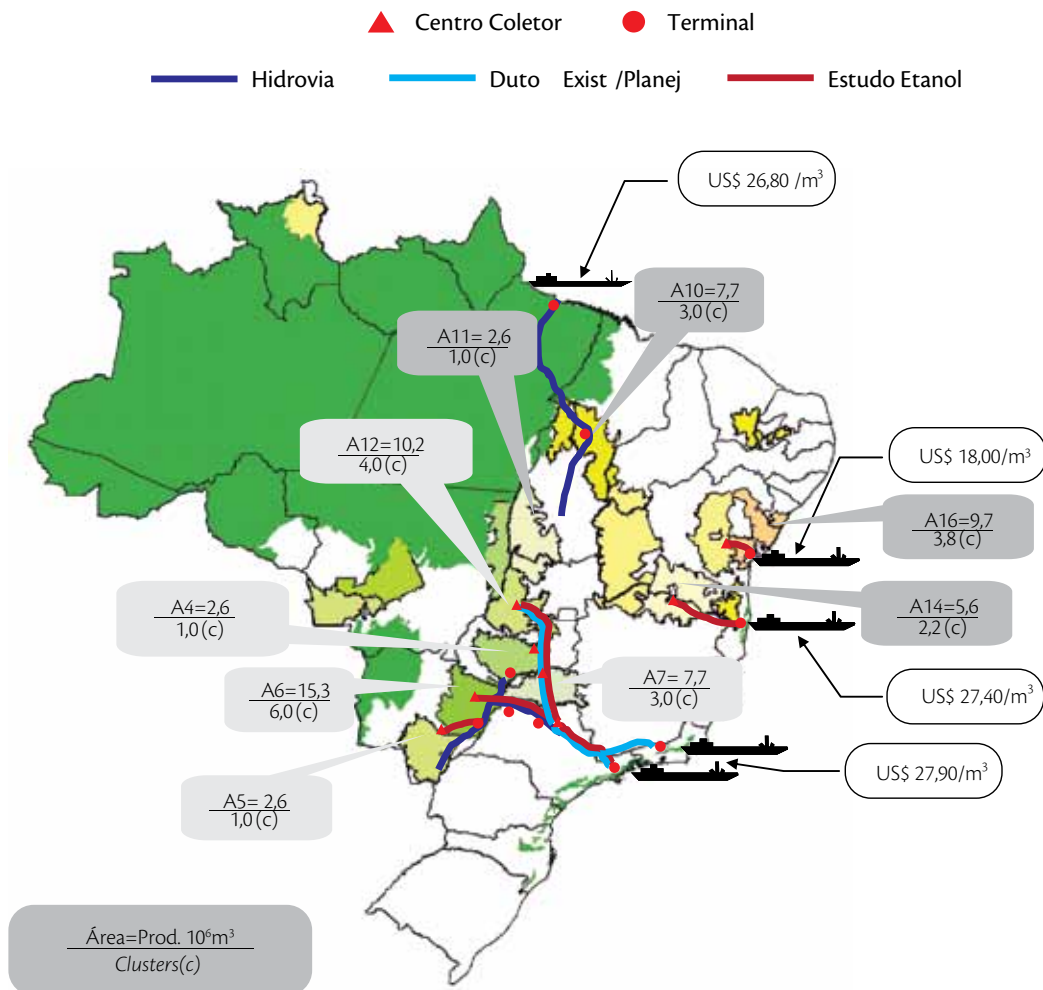 Centro Coletor
Terminal
Hidrovia
Duto Exist /Planej
Estudo Etanol
US$ 26,80 /m³
A10=7,7
3,0 (c)
A11= 2,6
1,0 (c)
A12=10,2
4,0 (c)
US$ 18,00/m³
A16=9,7
3,8 (c)
A4=2,6
1,0 (c)
A14=5,6
2,2 (c)
A6=15,3
6,0 (c)
A7= 7,7
3,0 (c)
US$ 27,40/m³
US$ 27,90/m³
A5= 2,6
1,0 (c)
Área=Prod. 10⁶m³
Clusters(c)